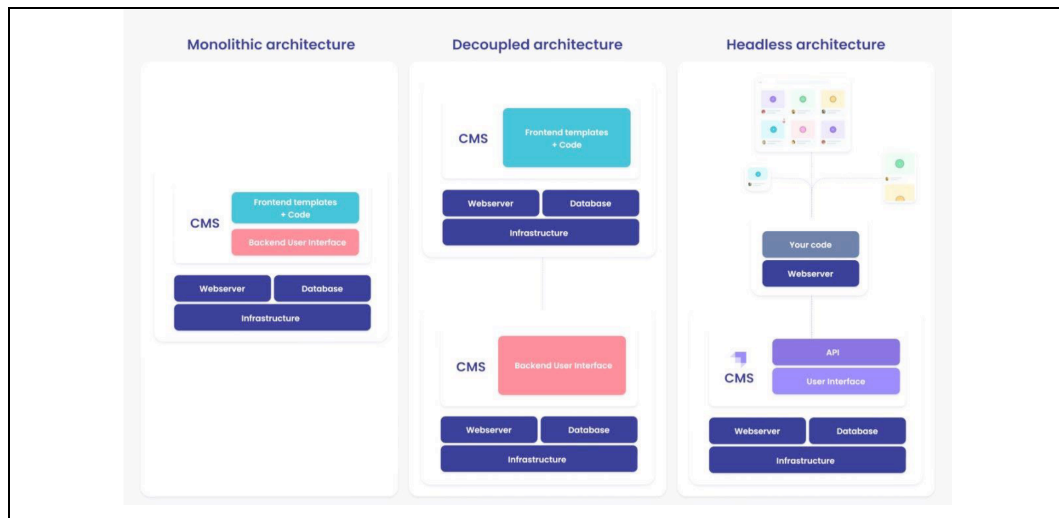 Monolithic architecture
CMS
Frontend templates
+ Code
Backend User Interface
Webserver
Database
Infrastructure
Decoupled architecture
CMS
Frontend templates
+ Code
Webserver
Database
Infrastructure
CMS
Backend User Interface
Webserver
Database
Infrastructure
Headless architecture
Your code
Webserver
CMS
API
User Interface
Webserver
Database
Infrastructure